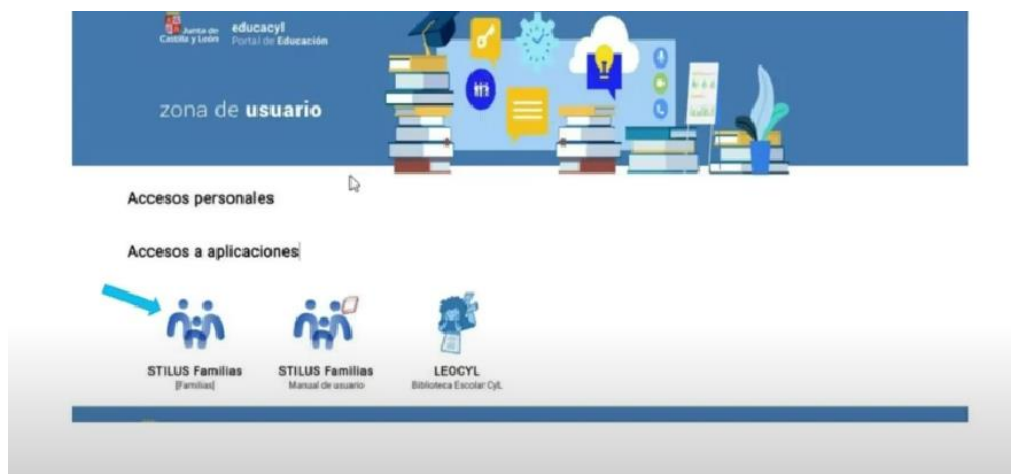 Junta de
Castilla y León
educacyl
Portal de Educación
zona de usuario
Accesos personales
Accesos a aplicaciones
STILUS Familias
[Familias]
STILUS Familias
Manual de usuario
LEOCYL
Biblioteca Escolar CyL